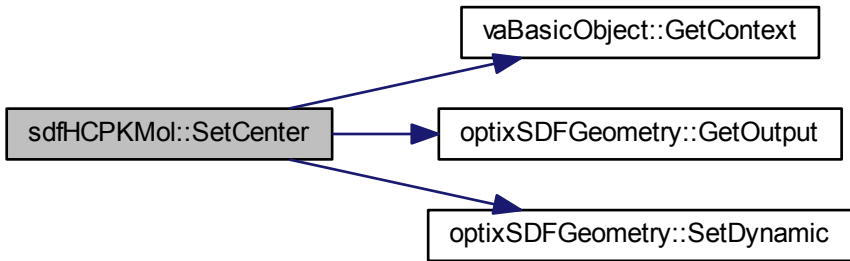 vaBasicObject::GetContext
sdfHCPKMol::SetCenter
optixSDFGeometry::GetOutput
optixSDFGeometry::SetDynamic